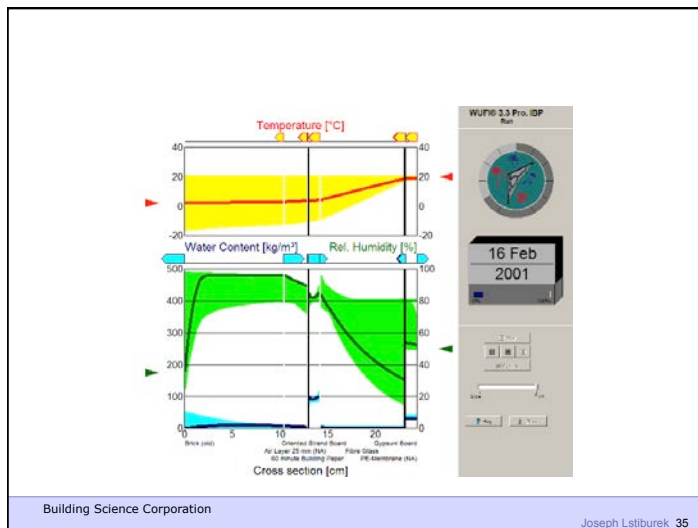 WUFI® 3.3 Pro, IBP
Run
Temperature [°C]
40 40
20 20
0 0
-20 -20
Water Content [kg/m³] Rel. Humidity [%]
16 Feb
2001
500 100
400 80
300 60
200 40
100 20
0 0
0 5 10 15 20
Brick (old) Oriented Strand Board Gypsum Board
Air Layer 25 mm (NA) Fibre Glass
60 minute Building Paper PE-Membrane (NA)
Cross section [cm]
Building Science Corporation
Joseph Lstiburek 35